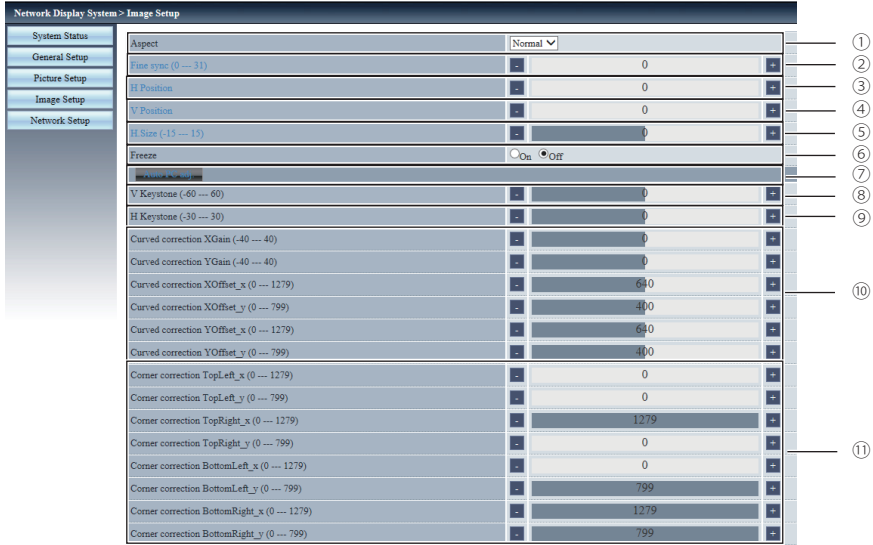 Network Display System > Image Setup
System Status
General Setup
Picture Setup
Image Setup
Network Setup
Aspect Normal ①
Fine sync (0 --- 31) - 0 + ②
H Position - 0 + ③
V Position - 0 + ④
H.Size (-15 --- 15) - 0 + ⑤
Freeze On Off ⑥
⑦
V Keystone (-60 --- 60) - 0 + ⑧
H Keystone (-30 --- 30) - 0 + ⑨
Curved correction XGain (-40 --- 40) - 0 +
Curved correction YGain (-40 --- 40) - 0 +
Curved correction XOffset_x (0 --- 1279) - 640 + ⑩
Curved correction XOffset_y (0 --- 799) - 400 +
Curved correction YOffset_x (0 --- 1279) - 640 +
Curved correction YOffset_y (0 --- 799) - 400 +
Corner correction TopLeft_x (0 --- 1279) - 0 +
Corner correction TopLeft_y (0 --- 799) - 0 +
Corner correction TopRight_x (0 --- 1279) - 1279 +
Corner correction TopRight_y (0 --- 799) - 0 + ⑪
Corner correction BottomLeft_x (0 --- 1279) - 0 +
Corner correction BottomLeft_y (0 --- 799) - 799 +
Corner correction BottomRight_x (0 --- 1279) - 1279 +
Corner correction BottomRight_y (0 --- 799) - 799 +